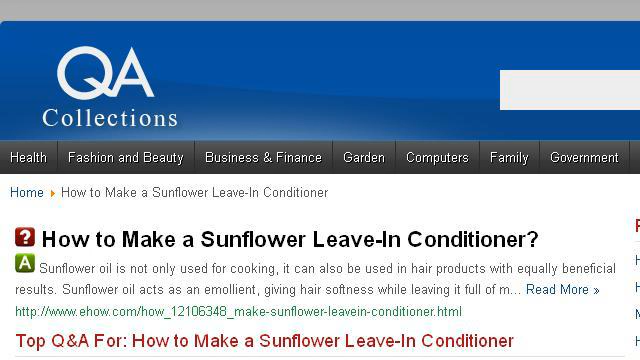 QA
Collections
Health Fashion and Beauty Business & Finance Garden Computers Family Government
Home How to Make a Sunflower Leave-In Conditioner
? How to Make a Sunflower Leave-In Conditioner?
A Sunflower oil is not only used for cooking, it can also be used in hair products with equally beneficial
results. Sunflower oil acts as an emollient, giving hair softness while leaving it full of m... Read More »
http://www.ehow.com/how_12106348_make-sunflower-leavein-conditioner.html
Top Q&A For: How to Make a Sunflower Leave-In Conditioner